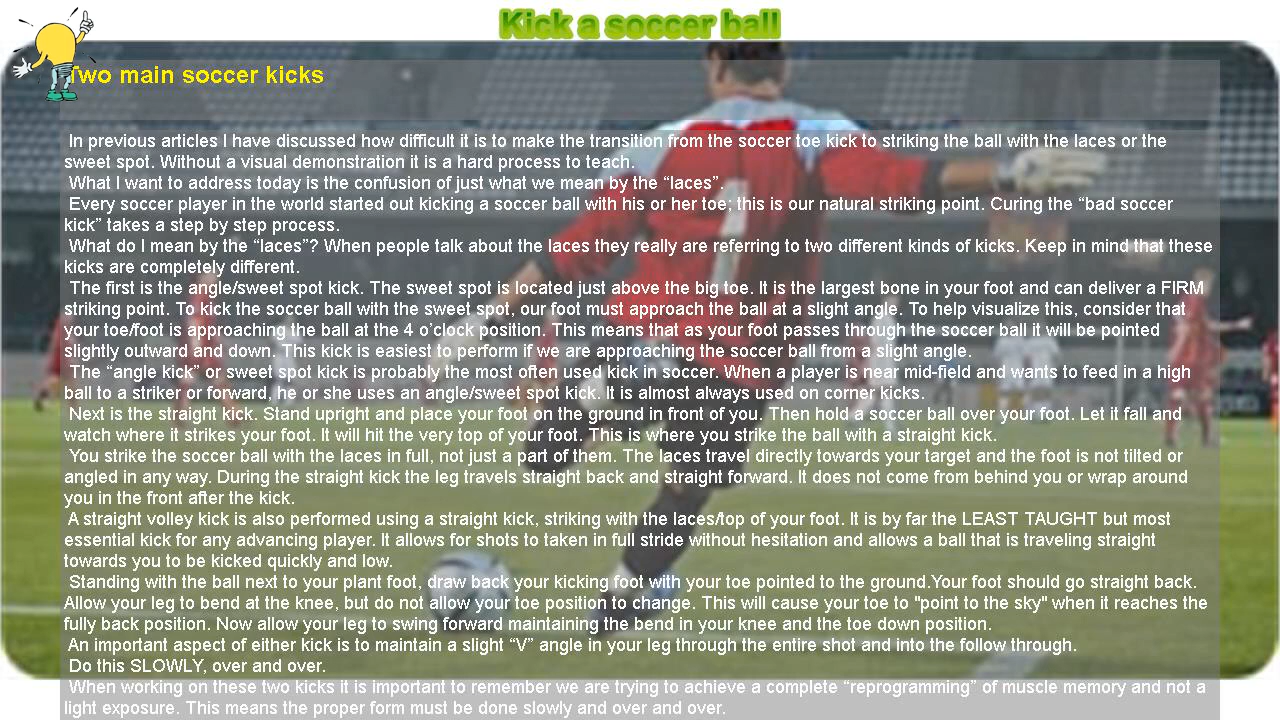 Kick a soccer ball
Two main soccer kicks
In previous articles I have discussed how difficult it is to make the transition from the soccer toe kick to striking the ball with the laces or the
sweet spot. Without a visual demonstration it is a hard process to teach.
What I want to address today is the confusion of just what we mean by the “laces”.
Every soccer player in the world started out kicking a soccer ball with his or her toe; this is our natural striking point. Curing the “bad soccer
kick” takes a step by step process.
What do I mean by the “laces”? When people talk about the laces they really are referring to two different kinds of kicks. Keep in mind that these
kicks are completely different.
The first is the angle/sweet spot kick. The sweet spot is located just above the big toe. It is the largest bone in your foot and can deliver a FIRM
striking point. To kick the soccer ball with the sweet spot, our foot must approach the ball at a slight angle. To help visualize this, consider that
your toe/foot is approaching the ball at the 4 o’clock position. This means that as your foot passes through the soccer ball it will be pointed
slightly outward and down. This kick is easiest to perform if we are approaching the soccer ball from a slight angle.
The “angle kick” or sweet spot kick is probably the most often used kick in soccer. When a player is near mid-field and wants to feed in a high
ball to a striker or forward, he or she uses an angle/sweet spot kick. It is almost always used on corner kicks.
Next is the straight kick. Stand upright and place your foot on the ground in front of you. Then hold a soccer ball over your foot. Let it fall and
watch where it strikes your foot. It will hit the very top of your foot. This is where you strike the ball with a straight kick.
You strike the soccer ball with the laces in full, not just a part of them. The laces travel directly towards your target and the foot is not tilted or
angled in any way. During the straight kick the leg travels straight back and straight forward. It does not come from behind you or wrap around
you in the front after the kick.
A straight volley kick is also performed using a straight kick, striking with the laces/top of your foot. It is by far the LEAST TAUGHT but most
essential kick for any advancing player. It allows for shots to taken in full stride without hesitation and allows a ball that is traveling straight
towards you to be kicked quickly and low.
Standing with the ball next to your plant foot, draw back your kicking foot with your toe pointed to the ground.Your foot should go straight back.
Allow your leg to bend at the knee, but do not allow your toe position to change. This will cause your toe to "point to the sky" when it reaches the
fully back position. Now allow your leg to swing forward maintaining the bend in your knee and the toe down position.
An important aspect of either kick is to maintain a slight “V” angle in your leg through the entire shot and into the follow through.
Do this SLOWLY, over and over.
When working on these two kicks it is important to remember we are trying to achieve a complete “reprogramming” of muscle memory and not a
light exposure. This means the proper form must be done slowly and over and over.
1